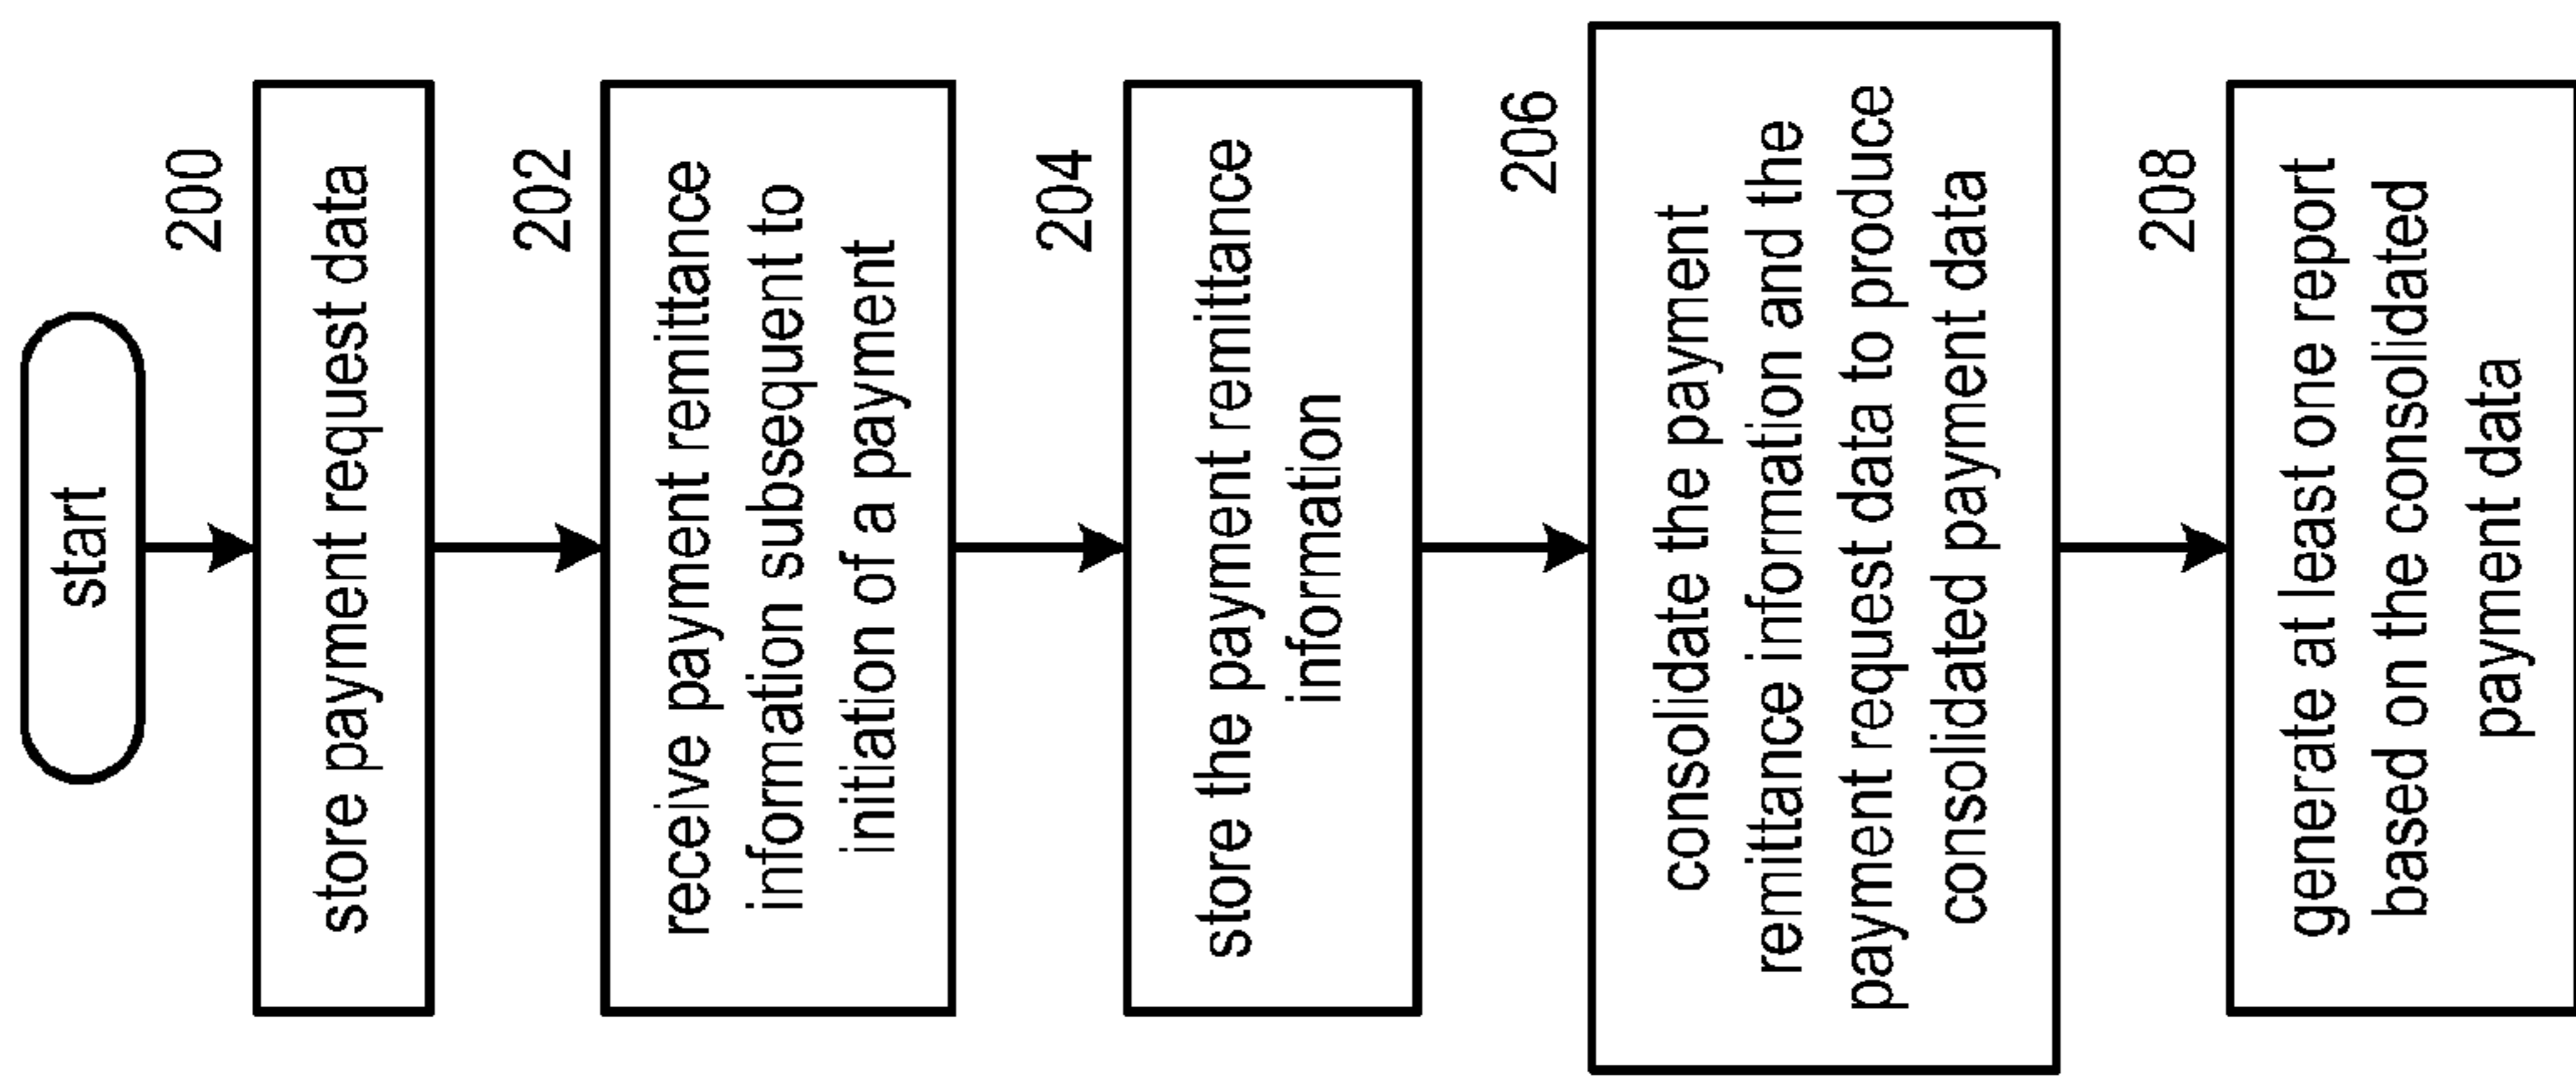 start
200
store payment request data
202
receive payment remittance
information subsequent to
initiation of a payment
204
store the payment remittance
information
206
consolidate the payment
remittance information and the
payment request data to produce
consolidated payment data
208
generate at least one report
based on the consolidated
payment data